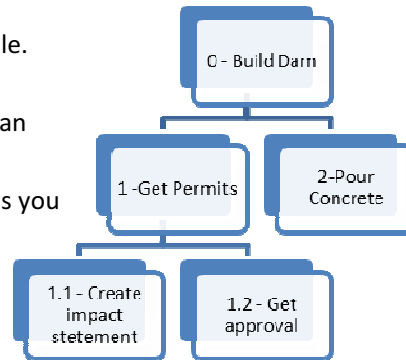 le.
an
s you
0 - Build Dam
1 -Get Permits
2-Pour
Concrete
1.1 - Create
impact
stetement
1.2 - Get
approval